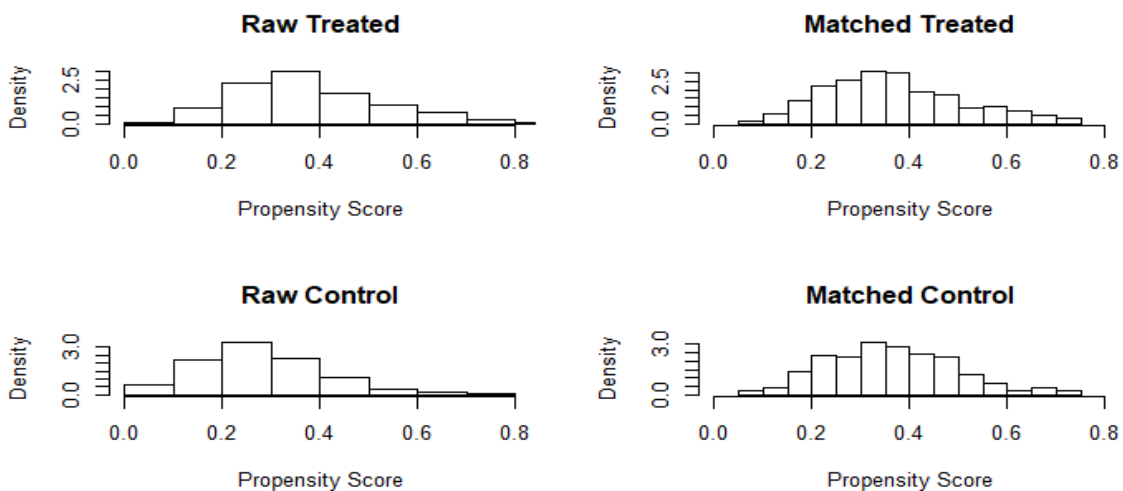 Raw Treated
Density
0.0 2.5
0.0 0.2 0.4 0.6 0.8
Propensity Score
Matched Treated
Density
0.0 2.5
0.0 0.2 0.4 0.6 0.8
Propensity Score
Raw Control
Density
0.0 3.0
0.0 0.2 0.4 0.6 0.8
Propensity Score
Matched Control
Density
0.0 3.0
0.0 0.2 0.4 0.6 0.8
Propensity Score